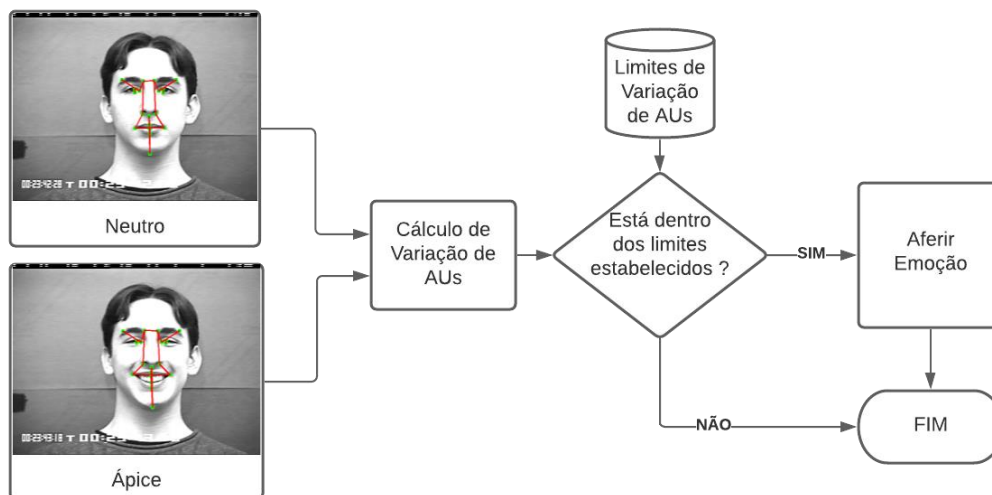 Limites de
Variação
de AUs
Neutro
Cálculo de
Variação de
AUs
Está dentro
dos limites
estabelecidos ?
SIM
Aferir
Emoção
NÃO
FIM
Ápice